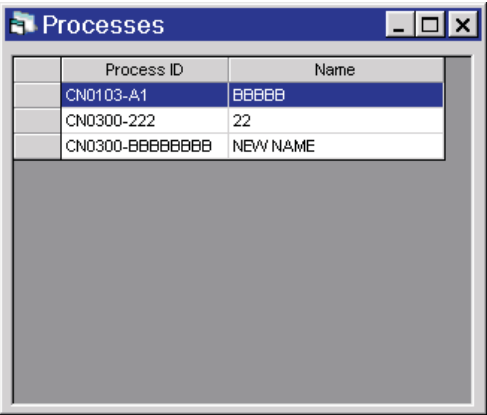 Processes
Process ID Name
CN0103-A1 BBBBB
CN0300-222 22
CN0300-BBBBBBBB NEW NAME